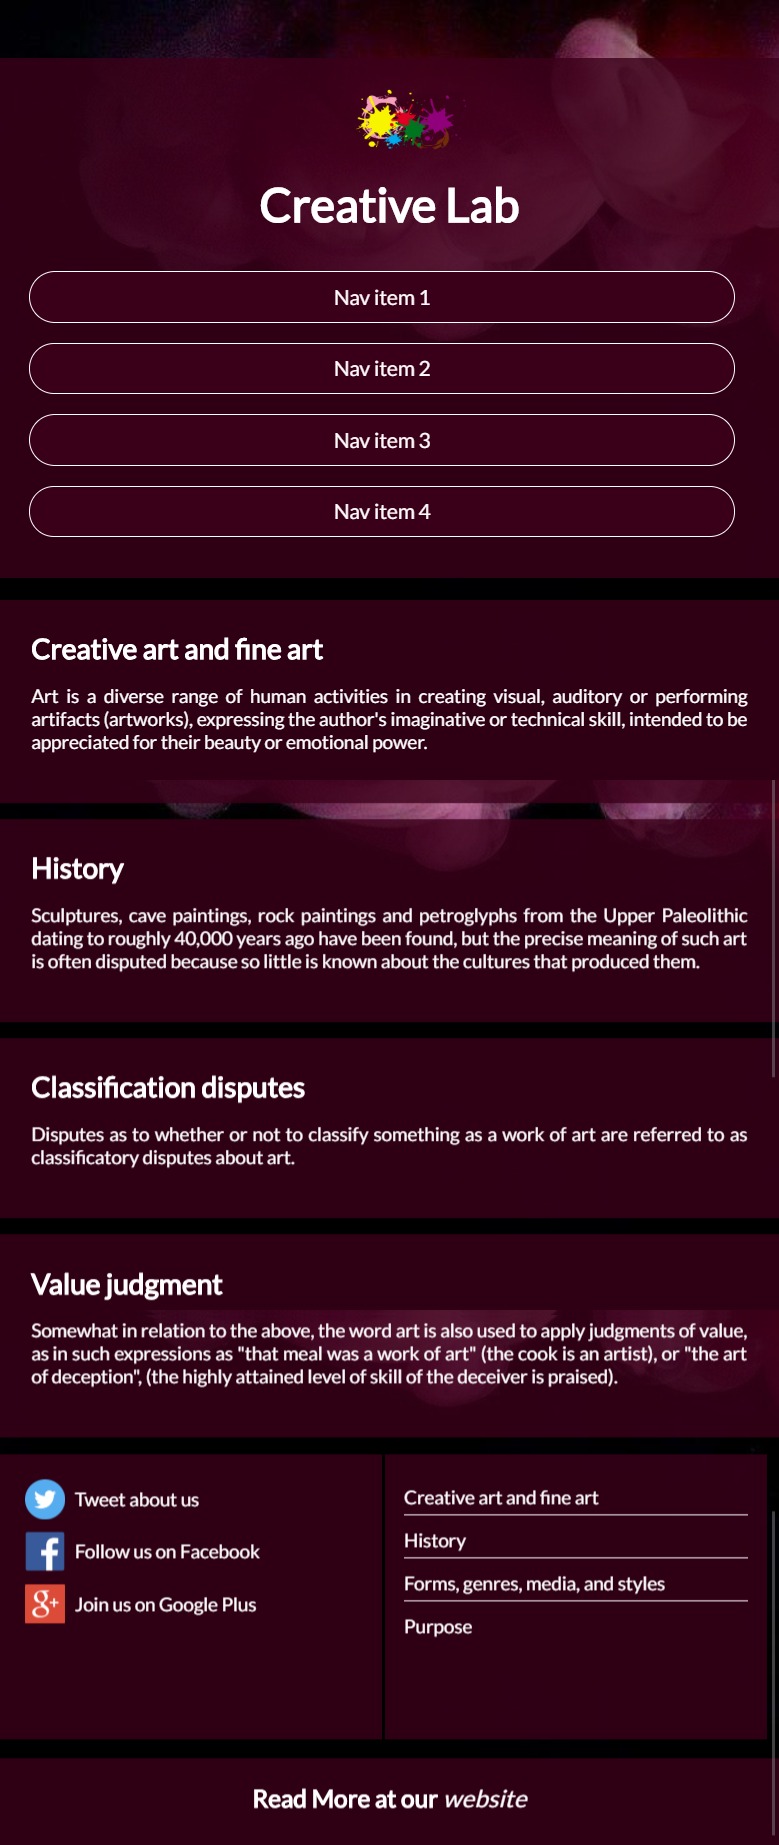 Creative Lab
Nav item 1
Nav item 2
Nav item 3
Nav item 4
Creative art and fine art
Art is a diverse range of human activities in creating visual, auditory or performing
artifacts (artworks), expressing the author's imaginative or technical skill, intended to be
appreciated for their beauty or emotional power.
History
Sculptures, cave paintings, rock paintings and petroglyphs from the Upper Paleolithic
dating to roughly 40,000 years ago have been found, but the precise meaning of such art
is often disputed because so little is known about the cultures that produced them.
Classification disputes
Disputes as to whether or not to classify something as a work of art are referred to as
classificatory disputes about art.
Value judgment
Somewhat in relation to the above, the word art is also used to apply judgments of value,
as in such expressions as "that meal was a work of art" (the cook is an artist), or "the art
of deception", (the highly attained level of skill of the deceiver is praised).
Tweet about us
Follow us on Facebook
Join us on Google Plus
Creative art and fine art
History
Forms, genres, media, and styles
Purpose
Read More at our website